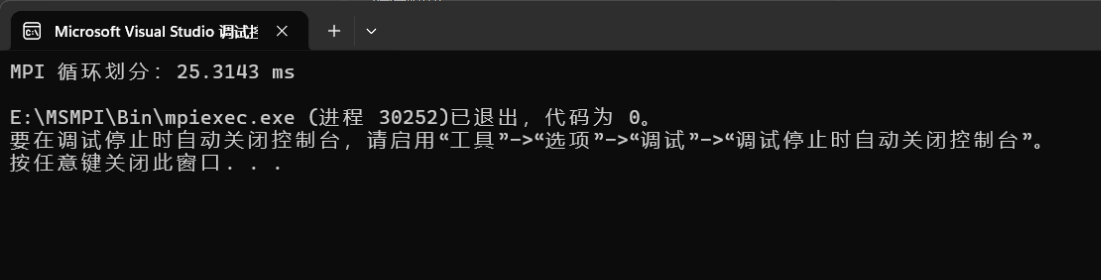 Microsoft Visual Studio 调试控
MPI 循环划分: 25.3143 ms
E:\MSMPI\Bin\mpiexec.exe (进程 30252)已退出，代码为 0。
要在调试停止时自动关闭控制台，请启用“工具”->“选项”->“调试”->“调试停止时自动关闭控制台”。
按任意键关闭此窗口. . .